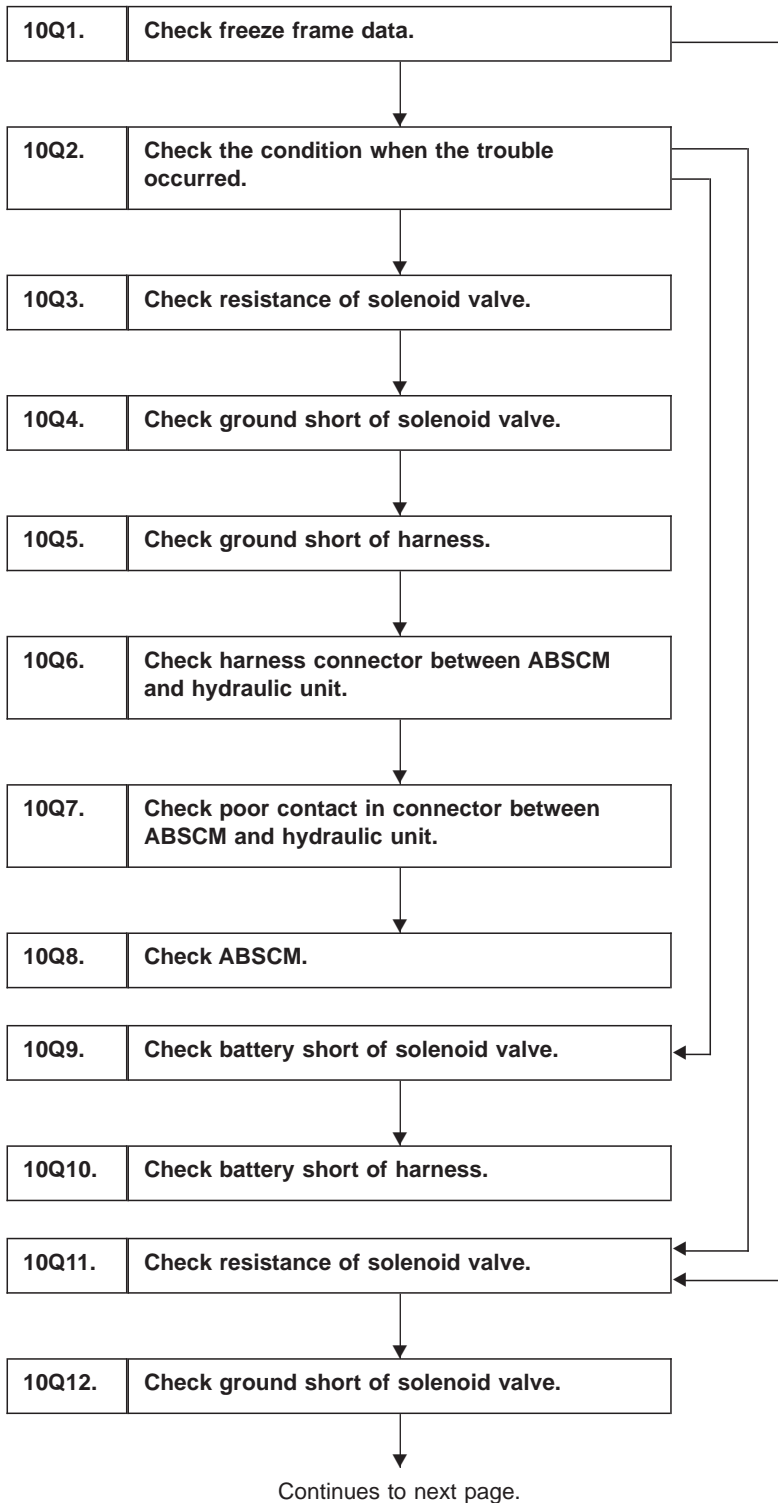 10Q1. Check freeze frame data.
10Q2. Check the condition when the trouble
occurred.
10Q3. Check resistance of solenoid valve.
10Q4. Check ground short of solenoid valve.
10Q5. Check ground short of harness.
10Q6. Check harness connector between ABSCM
and hydraulic unit.
10Q7. Check poor contact in connector between
ABSCM and hydraulic unit.
10Q8. Check ABSCM.
10Q9. Check battery short of solenoid valve.
10Q10. Check battery short of harness.
10Q11. Check resistance of solenoid valve.
10Q12. Check ground short of solenoid valve.
Continues to next page.